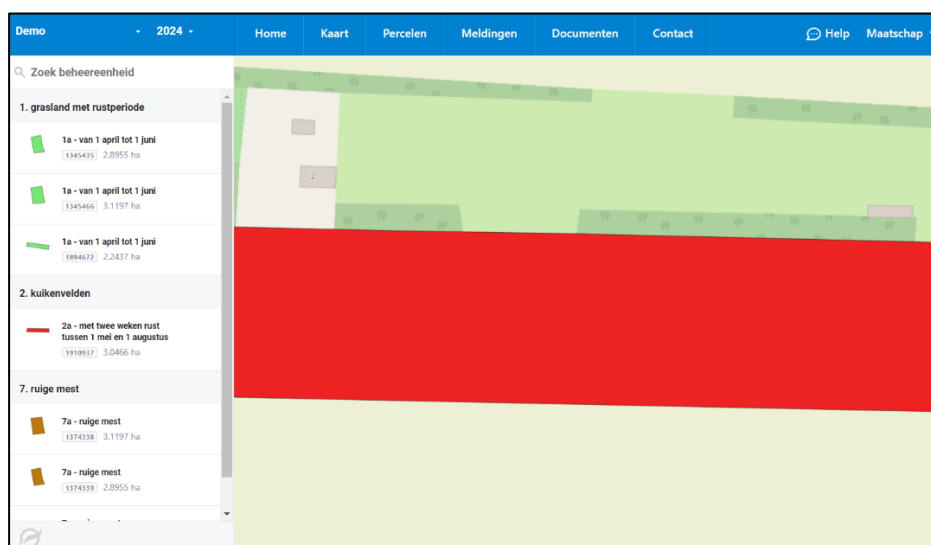 Demo
2024
Home
Kaart
Percelen
Meldingen
Documenten
Contact
Help
Maatschap
Zoek beheereenheid
1. grasland met rustperiode
1a - van 1 april tot 1 juni
1345435 2.8955 ha
1a - van 1 april tot 1 juni
1345466 3.1197 ha
1a - van 1 april tot 1 juni
1894672 2.2437 ha
2. kuikenvelden
2a - met twee weken rust
tussen 1 mei en 1 augustus
1910937 3.0466 ha
7. ruige mest
7a - ruige mest
1374338 3.1197 ha
7a - ruige mest
1374339 2.8955 ha
2